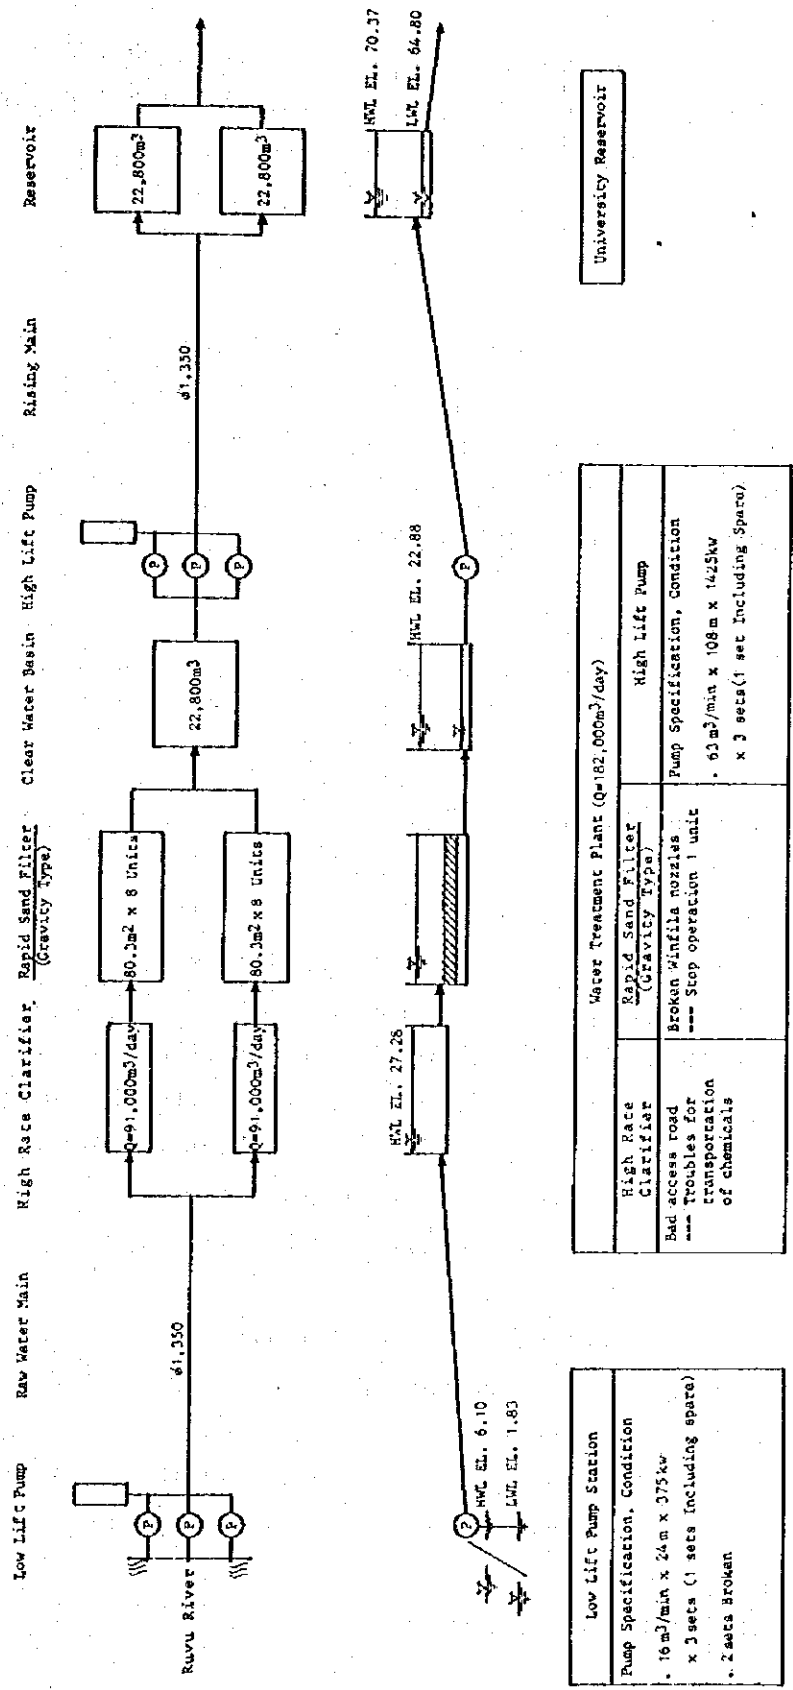 Low Lift Pump
Raw Water Main
High Rate Clarifier
Rapid Sand Filter
(Gravity Type)
Clear Water Basin
High Lift Pump
Rising Main
Reservoir
Ruvu River
P
P
P
ø1,350
Q=91,000m³/day
Q=91,000m³/day
80.3m² x 8 Units
80.3m² x 8 Units
22,800m³
P
P
P
ø1,350
22,800m³
22,800m³
P
HWL EL. 6.10
LWL EL. 1.83
HWL EL. 27.28
HWL EL. 22.88
P
HWL EL. 70.37
LWL EL. 64.80
Low Lift Pump Station
Pump Specification, Condition
. 16 m³/min x 24 m x 375 kw
x 3 sets (1 sets Including spare)
. 2 sets Broken
Water Treatment Plant (Q=182,000m³/day)
High Rate
Clarifier
Rapid Sand Filter
(Gravity Type)
High Lift Pump
Bad access road
--- Troubles for
transportation
of chemicals
Broken Winfila nozzles
--- Stop operation 1 unit
Pump Specification, Condition
. 63 m³/min x 108 m x 1425kw
x 3 sets (1 set Including Spare)
University Reservoir